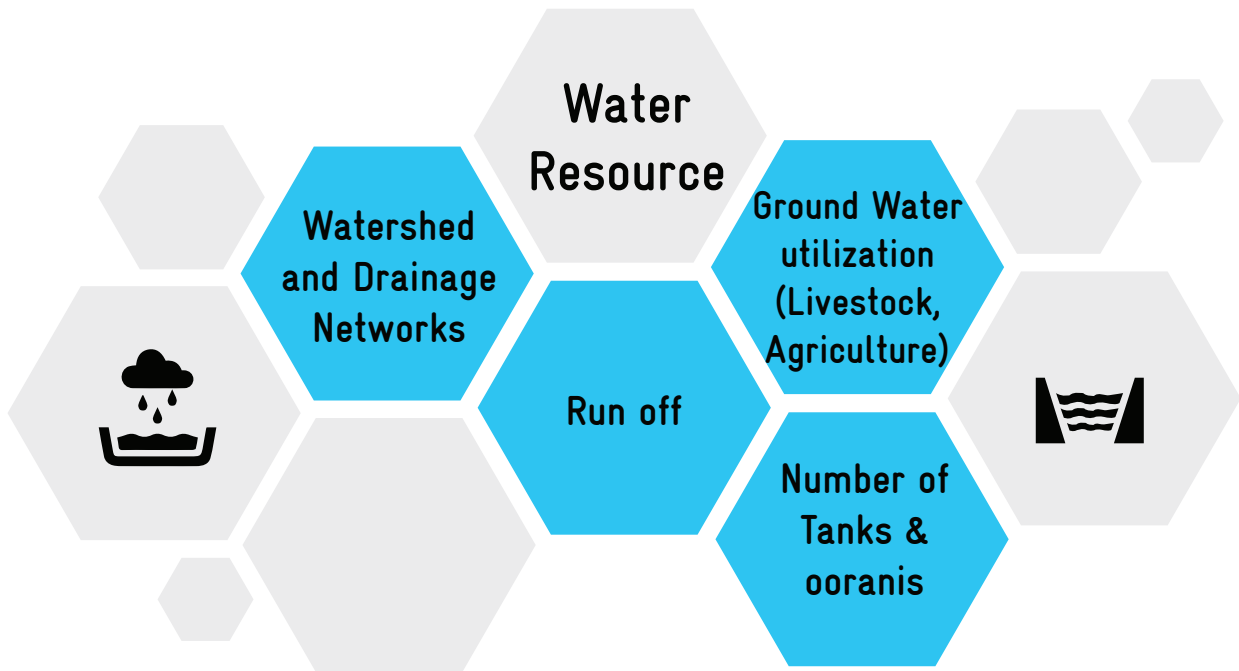 Water
Resource
Watershed
and Drainage
Networks
Ground Water
utilization
(Livestock,
Agriculture)
Run off
Number of
Tanks &
ooranis